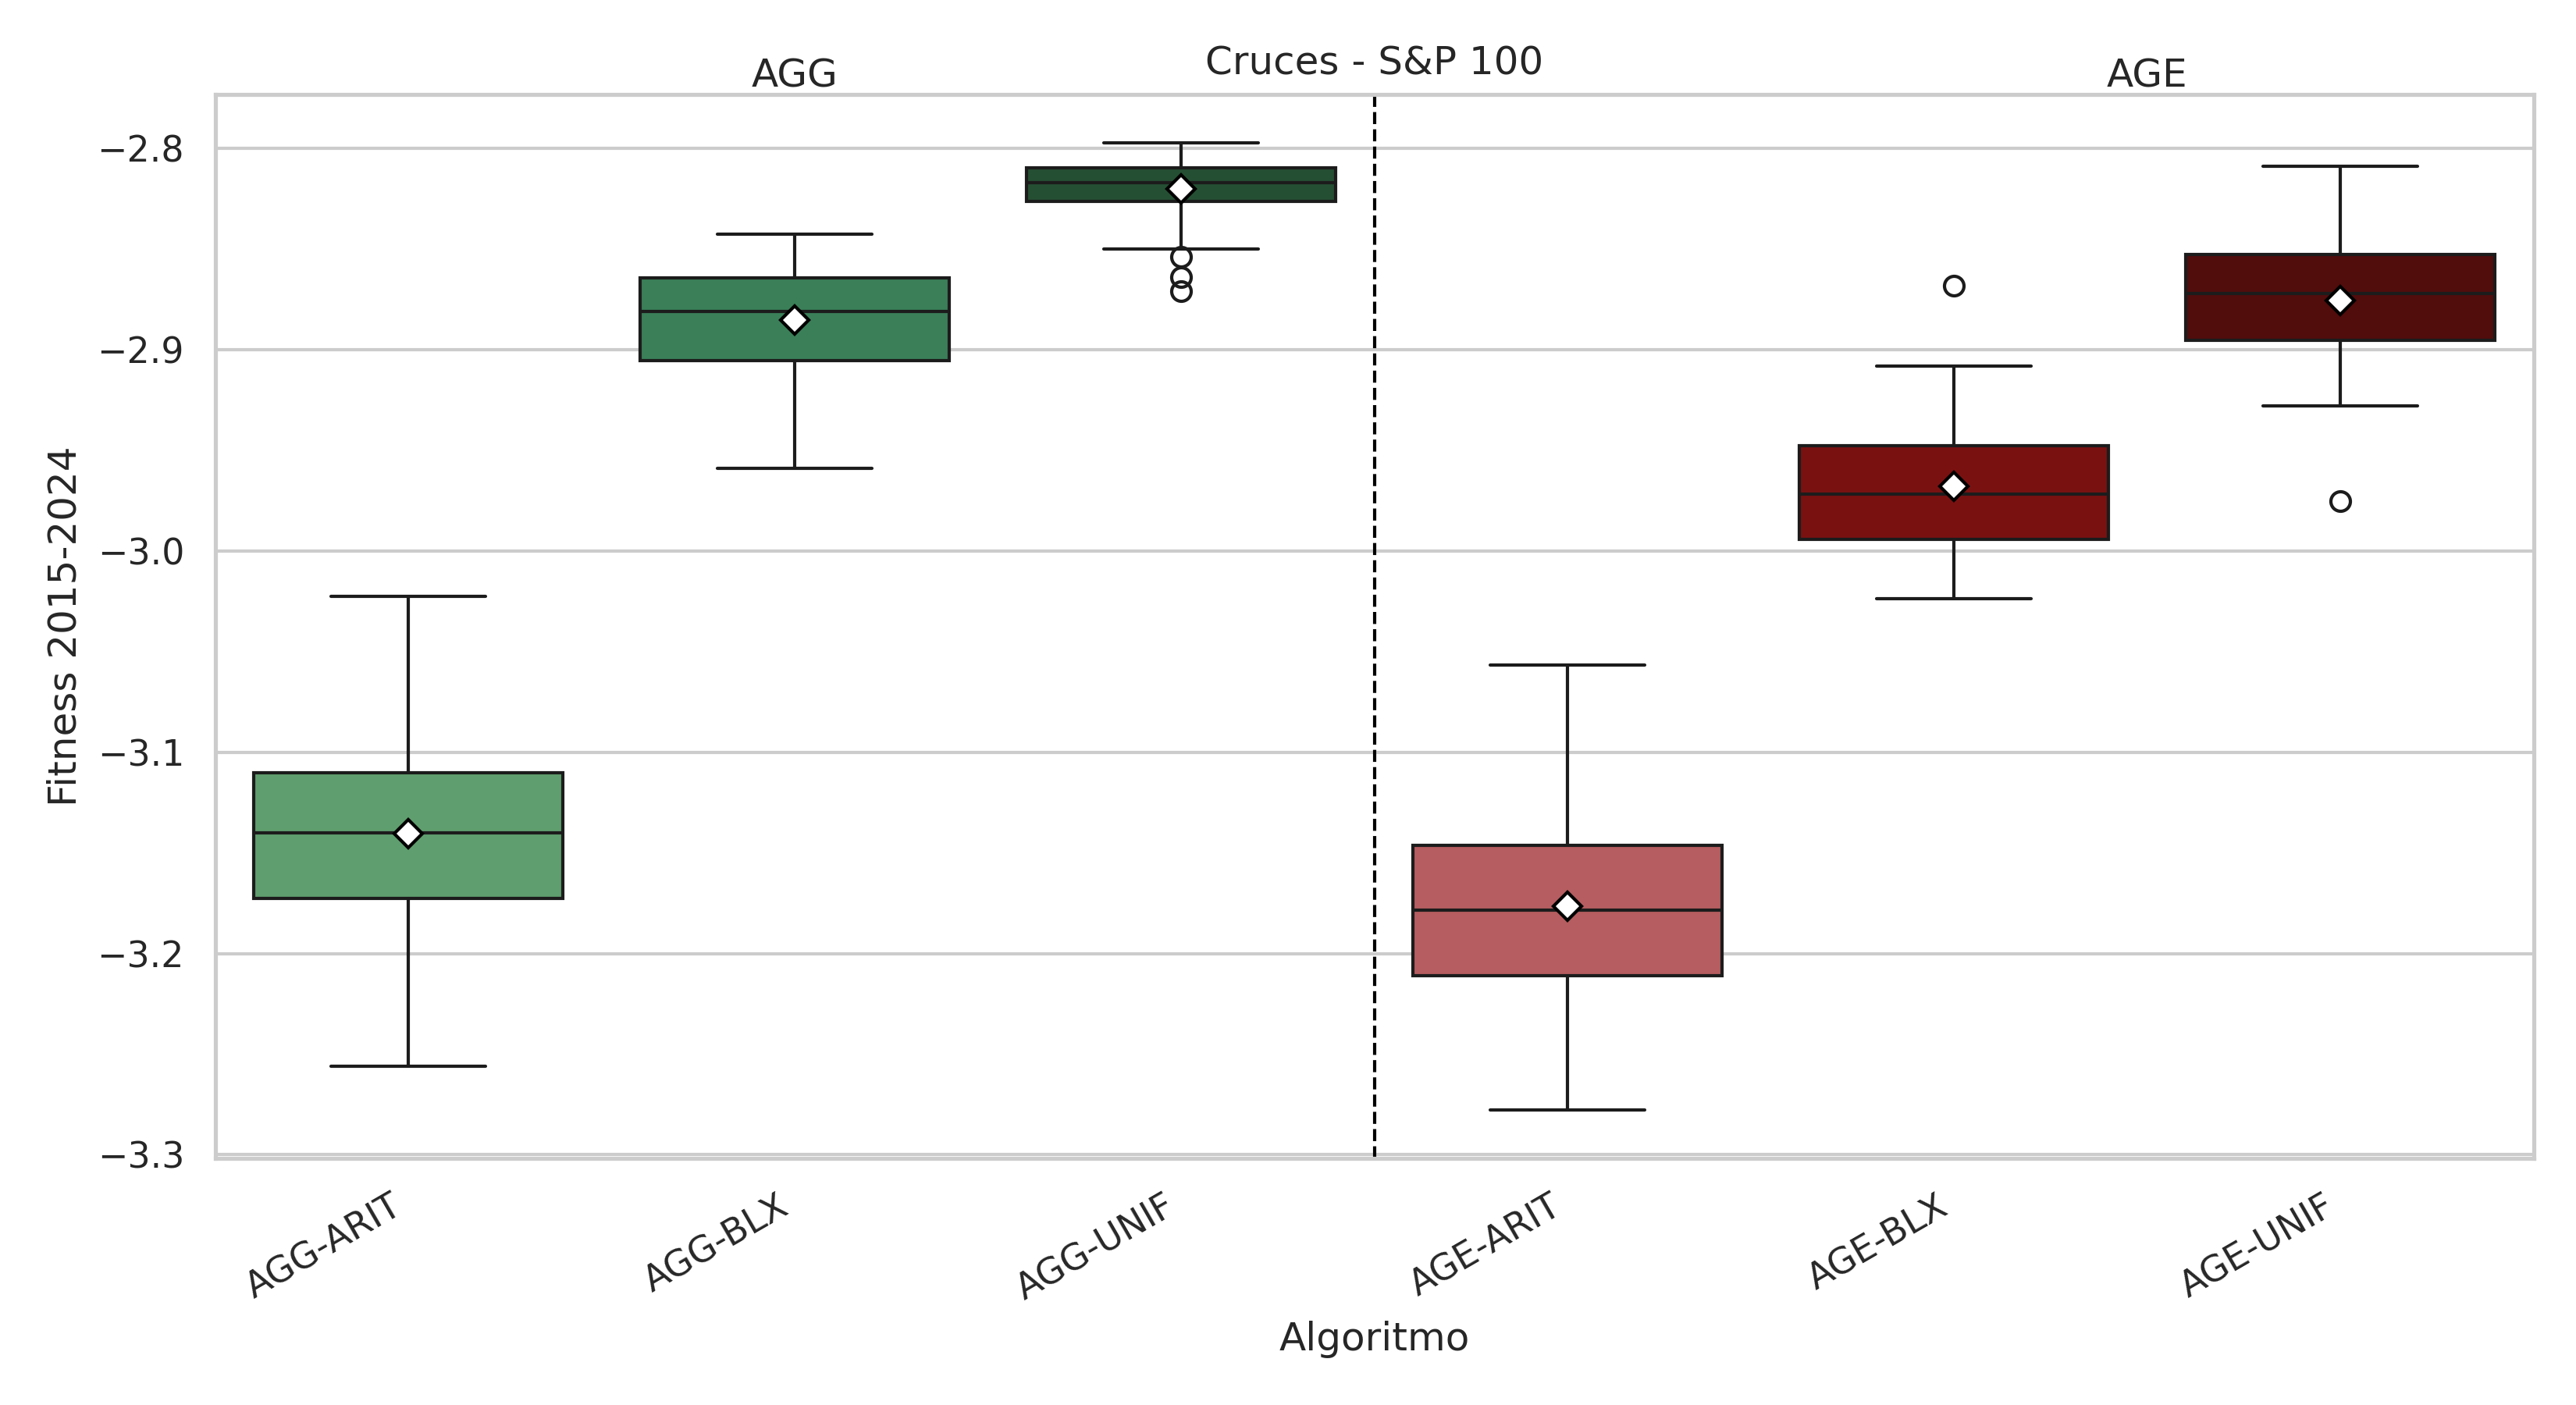 Cruces - S&P 100
AGG
AGE
Fitness 2015-2024
−2.8
−2.9
−3.0
−3.1
−3.2
−3.3
AGG-ARIT
AGG-BLX
AGG-UNIF
AGE-ARIT
AGE-BLX
AGE-UNIF
Algoritmo